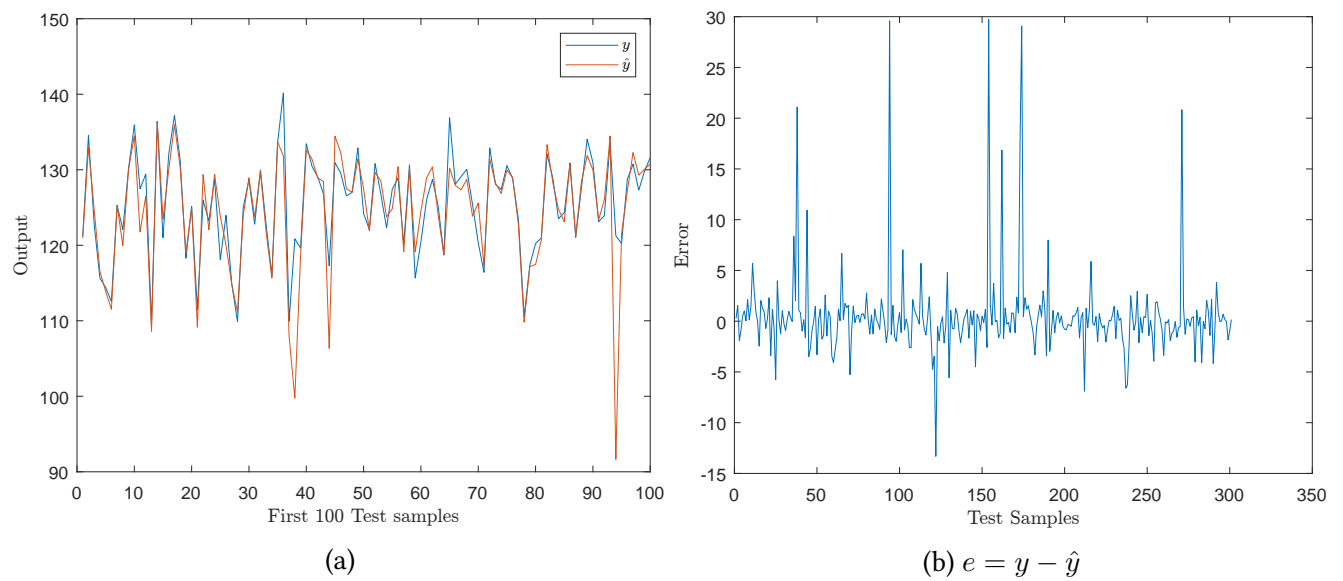 150
140
130
120
110
100
90
Output
0 10 20 30 40 50 60 70 80 90 100
First 100 Test samples
y
ŷ
(a)
30
25
20
15
10
5
0
-5
-10
-15
Error
0 50 100 150 200 250 300 350
Test Samples
(b) e = y − ŷ